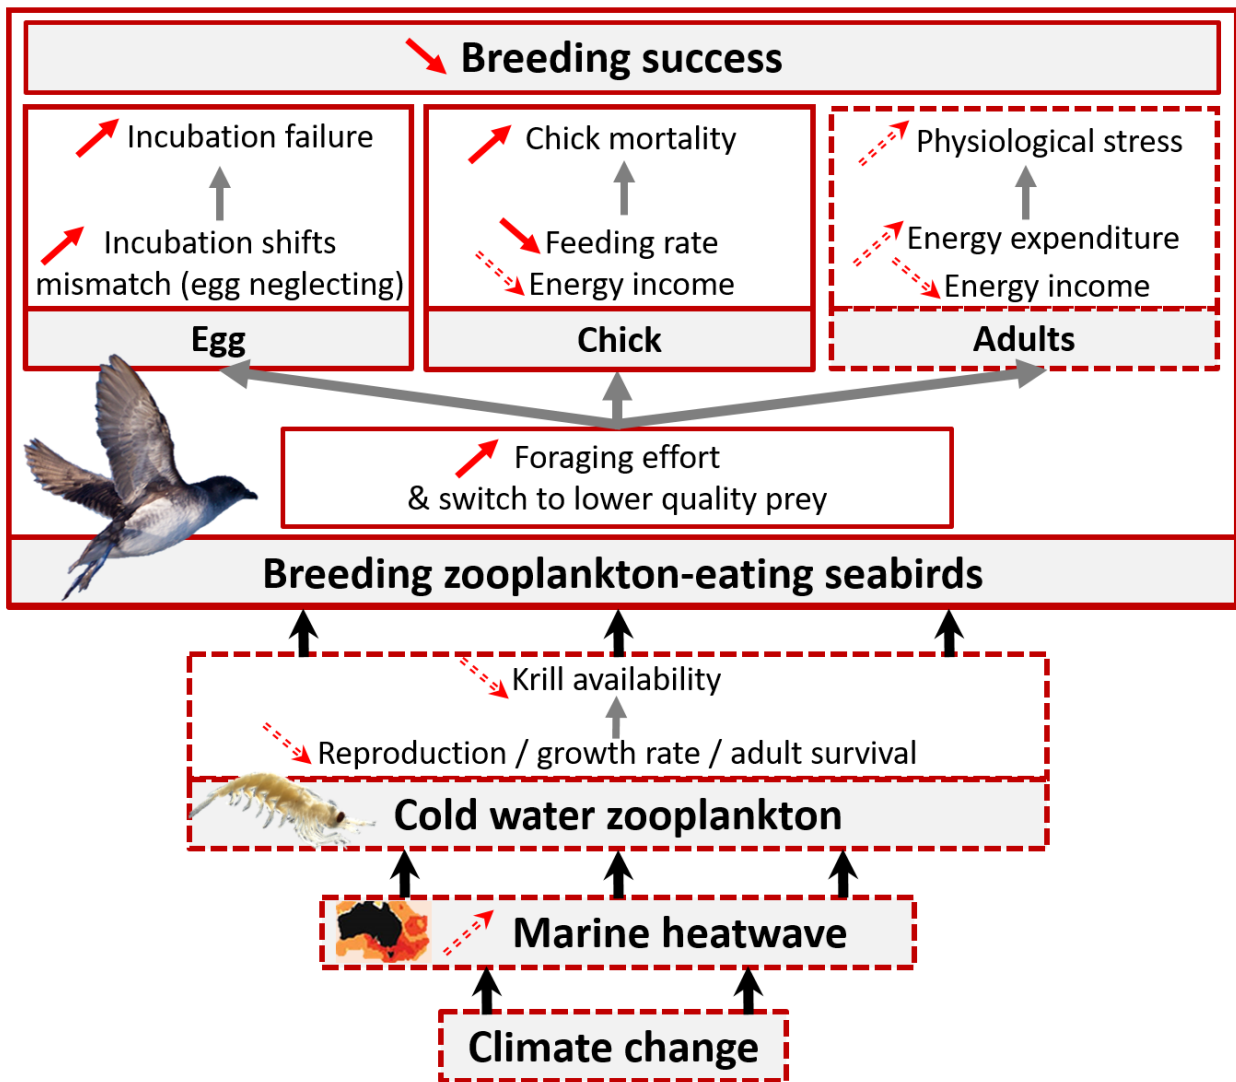 Breeding success
Incubation failure
Incubation shifts
mismatch (egg neglecting)
Egg
Chick mortality
Feeding rate
Energy income
Chick
Physiological stress
Energy expenditure
Energy income
Adults
Foraging effort
& switch to lower quality prey
Breeding zooplankton-eating seabirds
Krill availability
Reproduction / growth rate / adult survival
Cold water zooplankton
Marine heatwave
Climate change